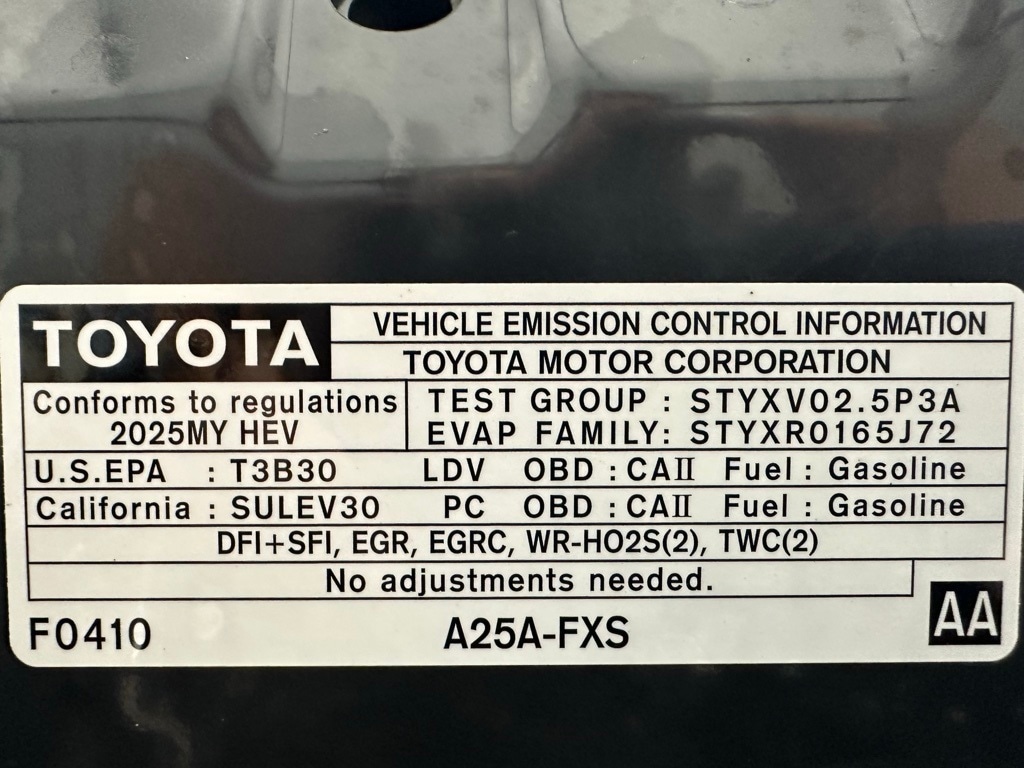 TOYOTA VEHICLE EMISSION CONTROL INFORMATION
TOYOTA MOTOR CORPORATION
Conforms to regulations
2025MY HEV
TEST GROUP : STYXV02.5P3A
EVAP FAMILY: STYXR0165J72
U.S.EPA : T3B30 LDV OBD : CAII Fuel : Gasoline
California : SULEV30 PC OBD : CAII Fuel : Gasoline
DFI+SFI, EGR, EGRC, WR-HO2S(2), TWC(2)
No adjustments needed.
F0410 A25A-FXS AA